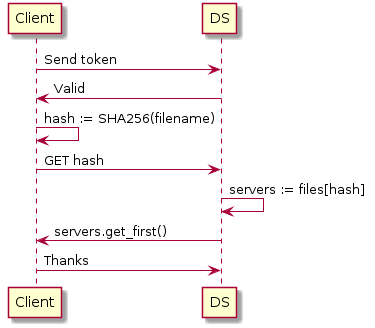 Client DS
Send token
Valid
hash := SHA256(filename)
GET hash
servers := files[hash]
servers.get_first()
Thanks
Client DS